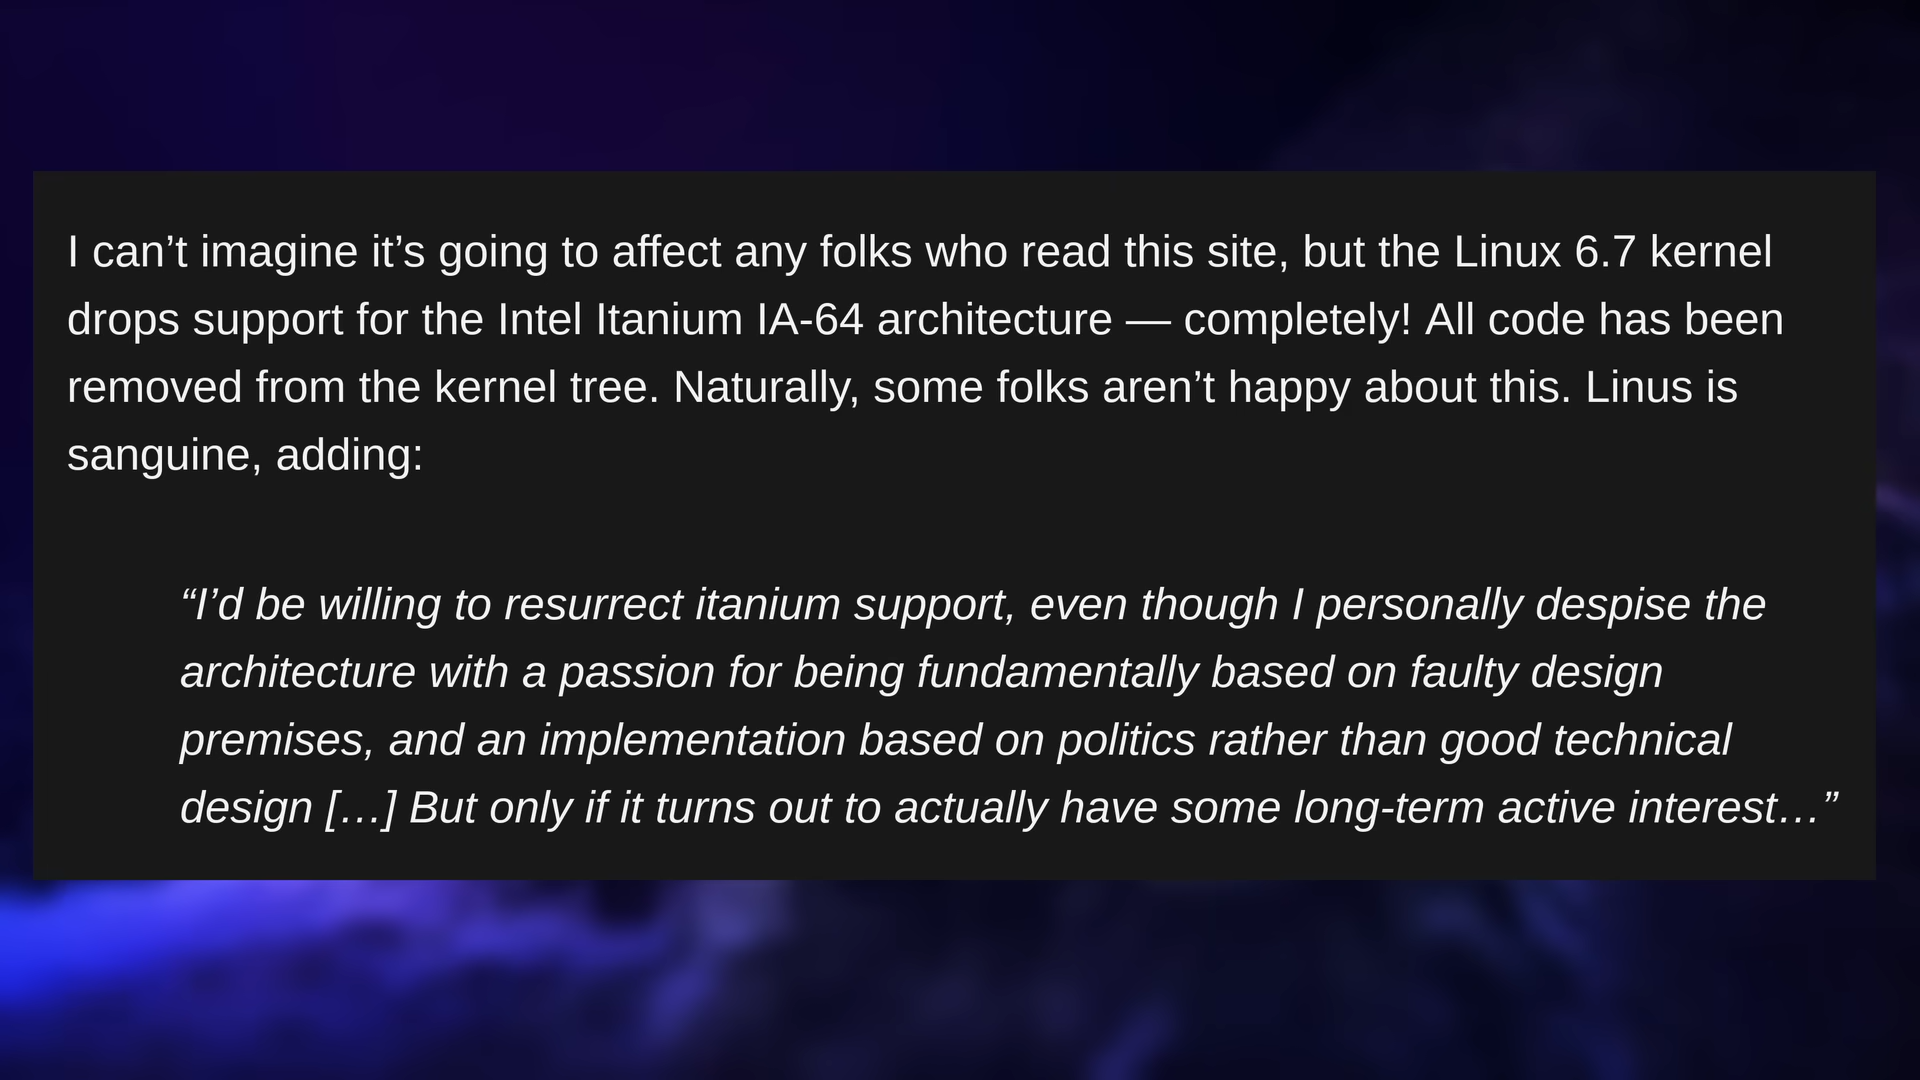 I can’t imagine it’s going to affect any folks who read this site, but the Linux 6.7 kernel
drops support for the Intel Itanium IA-64 architecture — completely! All code has been
removed from the kernel tree. Naturally, some folks aren’t happy about this. Linus is
sanguine, adding:
“I’d be willing to resurrect itanium support, even though I personally despise the
architecture with a passion for being fundamentally based on faulty design
premises, and an implementation based on politics rather than good technical
design […] But only if it turns out to actually have some long-term active interest…”